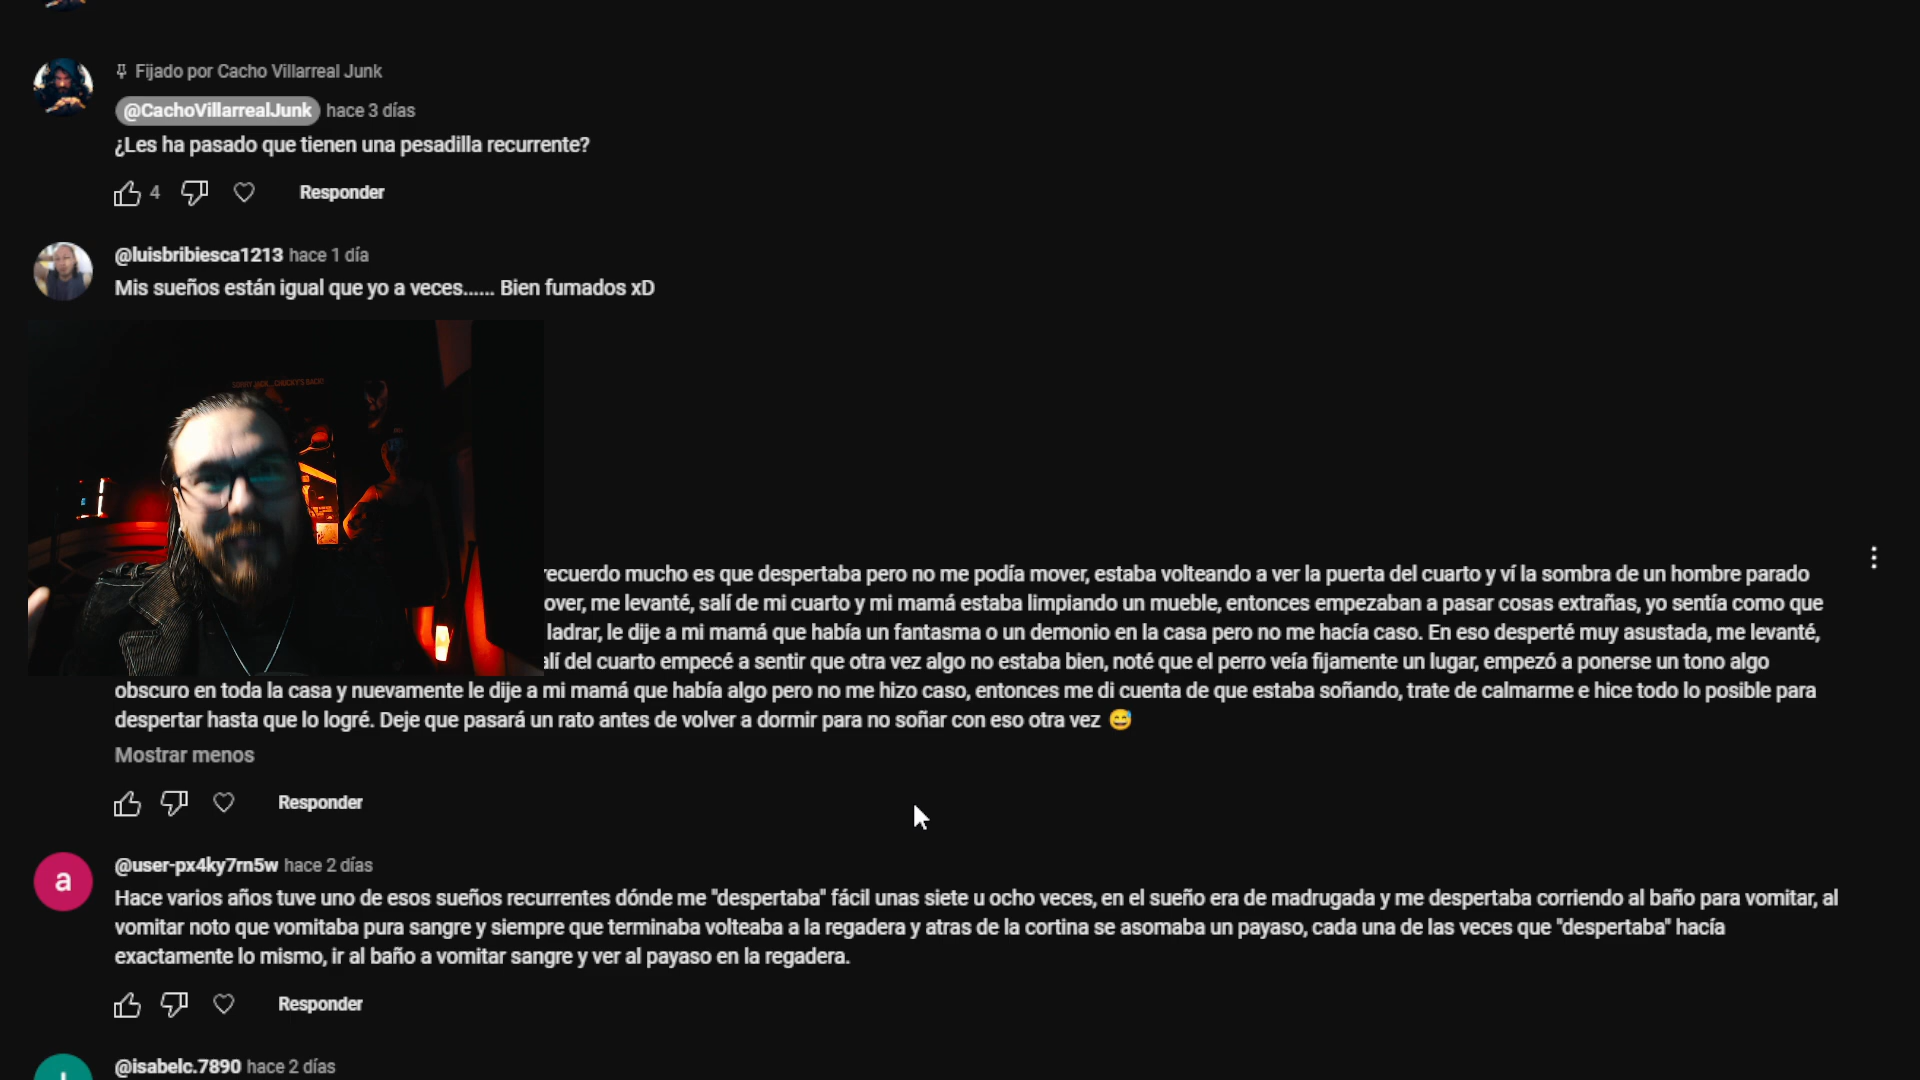 Fijado por Cacho Villarreal Junk
@CachoVillarrealJunk hace 3 días
¿Les ha pasado que tienen una pesadilla recurrente?
4 Responder
@luisbribiesca1213 hace 1 día
Mis sueños están igual que yo a veces...... Bien fumados xD
recuerdo mucho es que despertaba pero no me podía mover, estaba volteando a ver la puerta del cuarto y ví la sombra de un hombre parado
over, me levanté, salí de mi cuarto y mi mamá estaba limpiando un mueble, entonces empezaban a pasar cosas extrañas, yo sentía como que
ladrar, le dije a mi mamá que había un fantasma o un demonio en la casa pero no me hacía caso. En eso desperté muy asustada, me levanté,
alí del cuarto empecé a sentir que otra vez algo no estaba bien, noté que el perro veía fijamente un lugar, empezó a ponerse un tono algo
obscuro en toda la casa y nuevamente le dije a mi mamá que había algo pero no me hizo caso, entonces me di cuenta de que estaba soñando, trate de calmarme e hice todo lo posible para
despertar hasta que lo logré. Deje que pasará un rato antes de volver a dormir para no soñar con eso otra vez 😅
Mostrar menos
Responder
a
@user-px4ky7rn5w hace 2 días
Hace varios años tuve uno de esos sueños recurrentes dónde me "despertaba" fácil unas siete u ocho veces, en el sueño era de madrugada y me despertaba corriendo al baño para vomitar, al
vomitar noto que vomitaba pura sangre y siempre que terminaba volteaba a la regadera y atras de la cortina se asomaba un payaso, cada una de las veces que "despertaba" hacía
exactamente lo mismo, ir al baño a vomitar sangre y ver al payaso en la regadera.
Responder
@isabelc.7890 hace 2 días